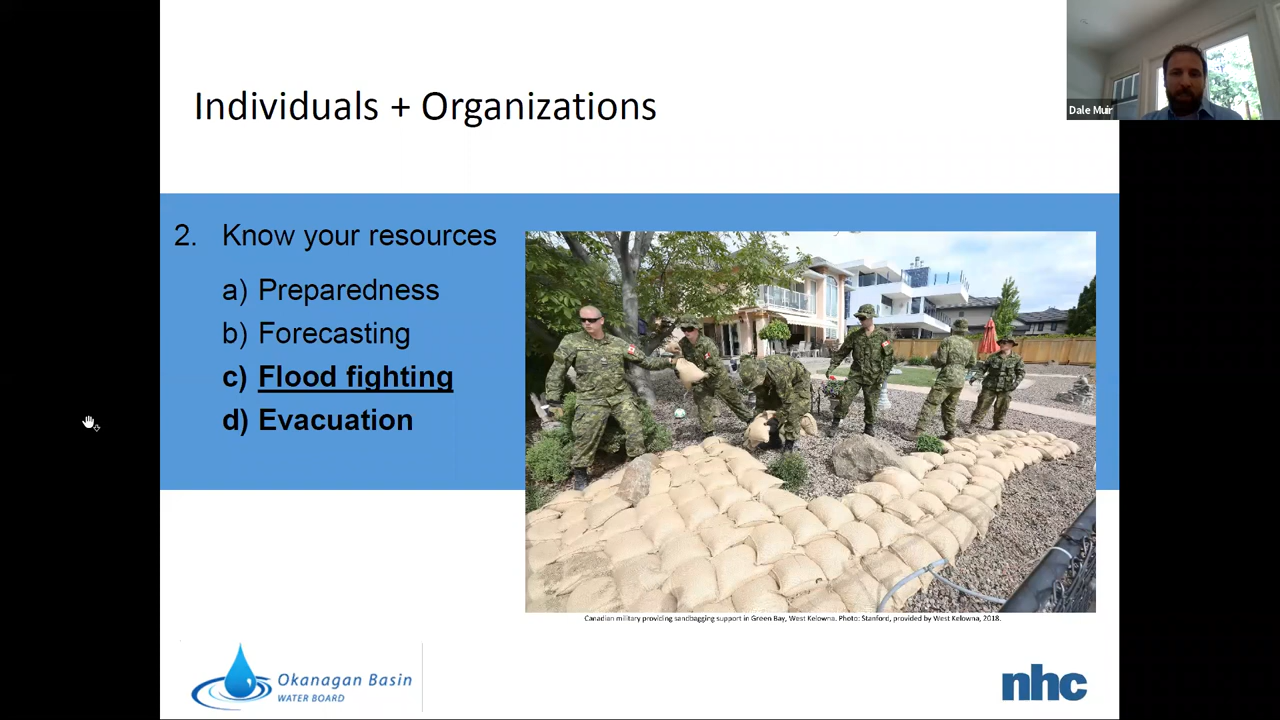 Individuals + Organizations
Dale Muir
2. Know your resources
a) Preparedness
b) Forecasting
c) Flood fighting
d) Evacuation
Canadian military providing sandbagging support in Green Bay, West Kelowna. Photo: Stanford, provided by West Kelowna, 2018.
Okanagan Basin
WATER BOARD
nhc